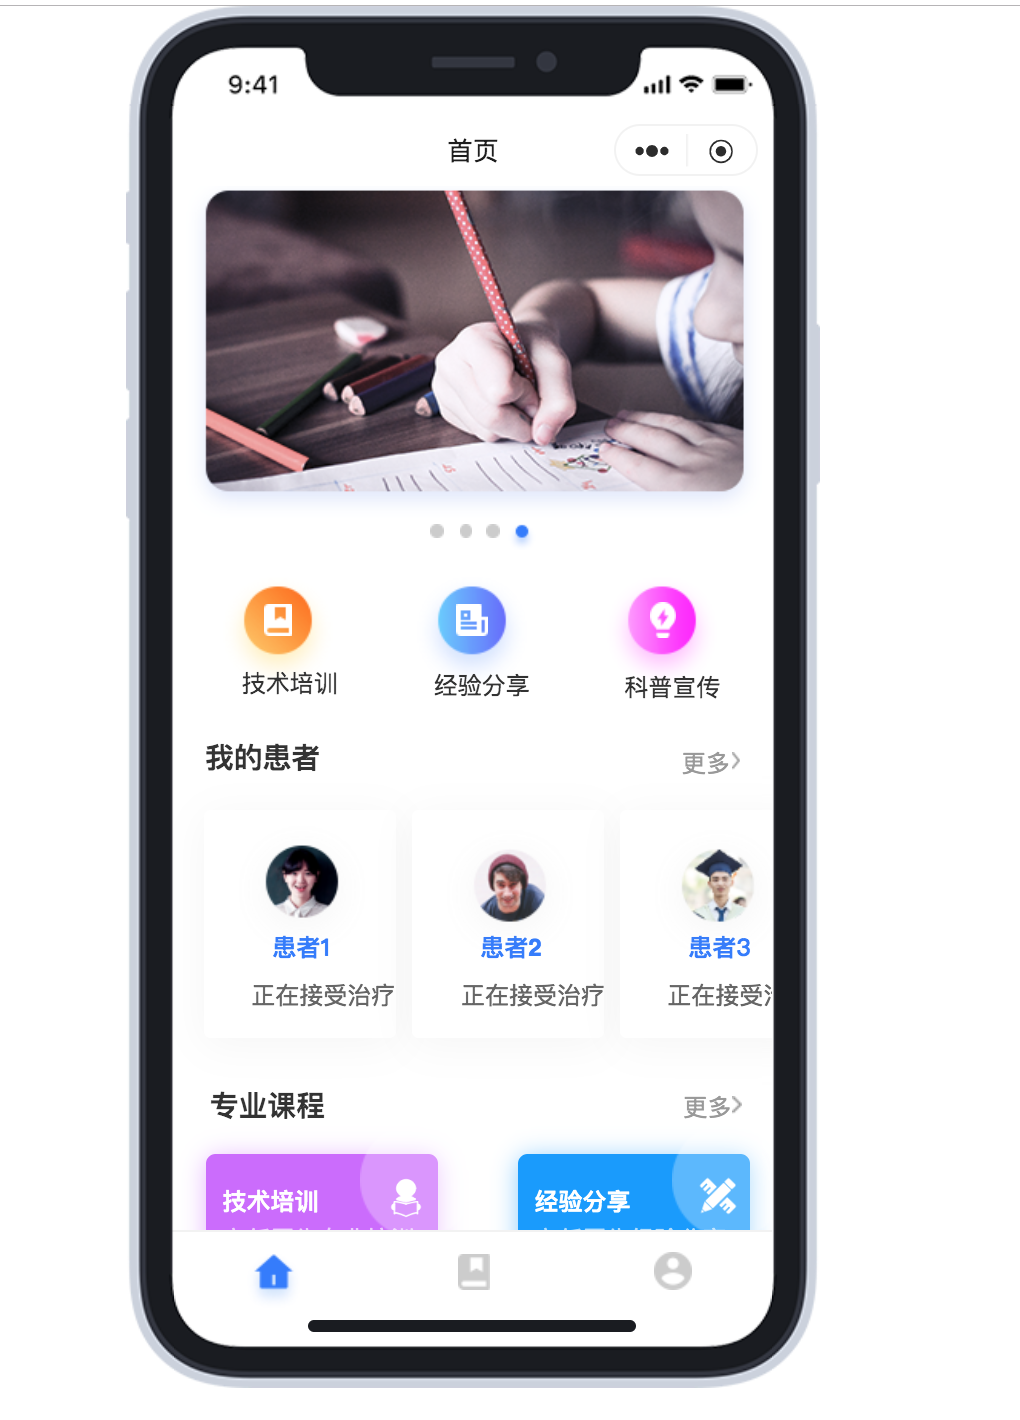 9:41
首页
技术培训
经验分享
科普宣传
我的患者
更多
患者1
患者2
患者3
正在接受治疗
正在接受治疗
正在接受
专业课程
更多
技术培训
经验分享